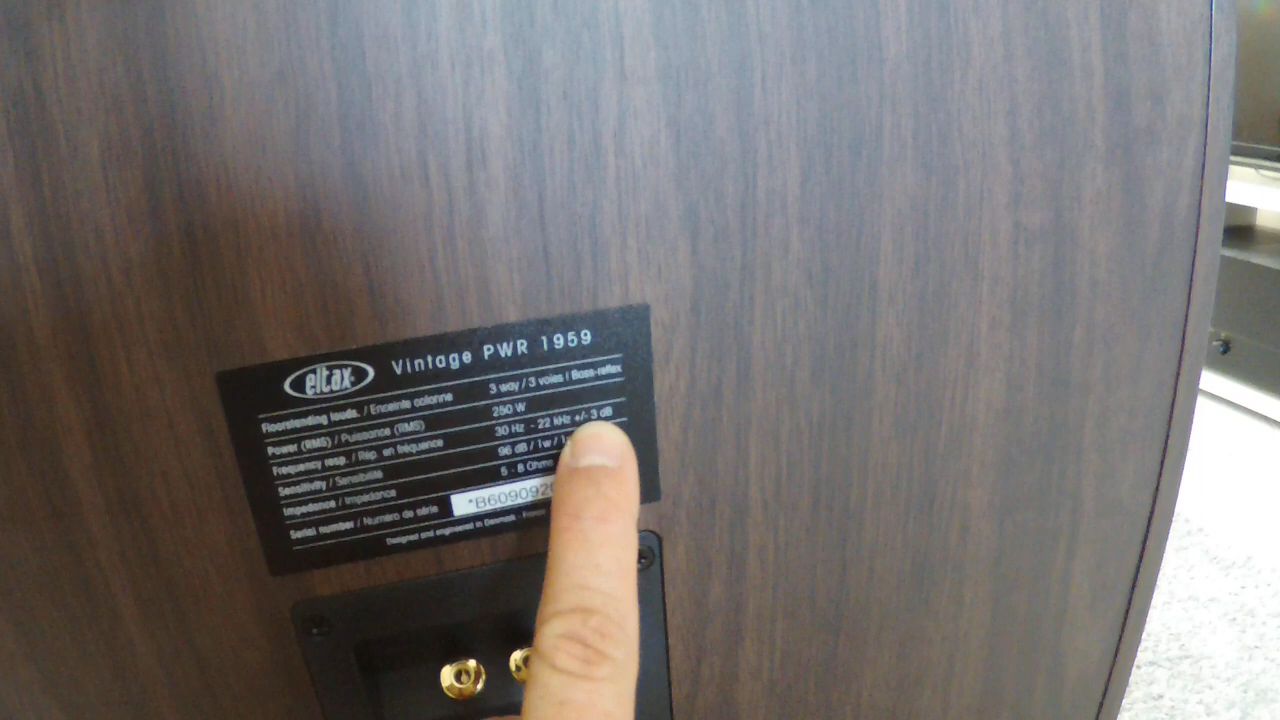 eltax Vintage PWR 1959
Floorstanding louds. / Enceinte colonne 3 way / 3 voies / Bass-reflex
Power (RMS) / Puissance (RMS) 250 W
Frequency resp. / Rép. en fréquence 30 Hz - 22 kHz +/- 3 dB
Sensitivity / Sensibilité 96 dB / 1w /
Impedance / Impédance 5 - 8 Ohms
Serial number / Numéro de série *B609092
Designed and engineered in Denmark - France